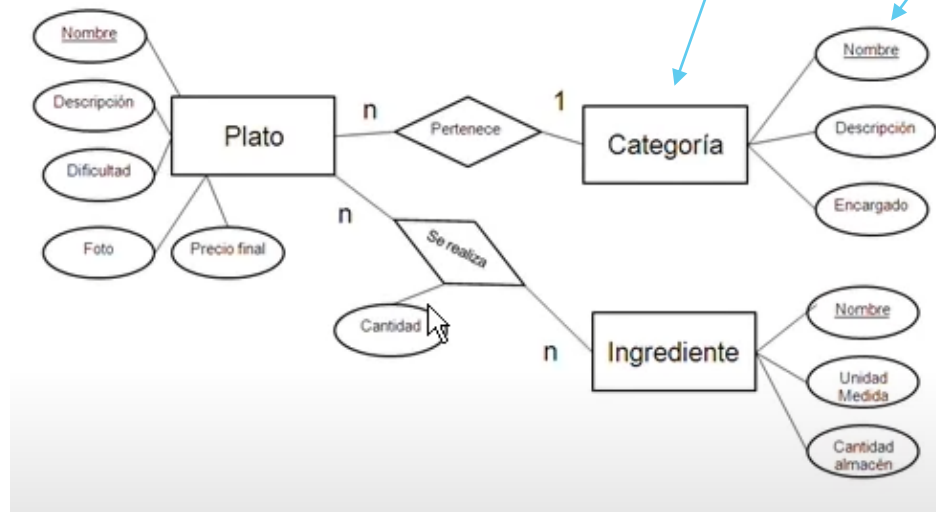 Nombre
Descripción
Dificultad
Foto
Precio final
Plato
n
Pertenece
1
Categoría
Nombre
Descripción
Encargado
n
Se realiza
Cantidad
n
Ingrediente
Nombre
Unidad
Medida
Cantidad
almacén